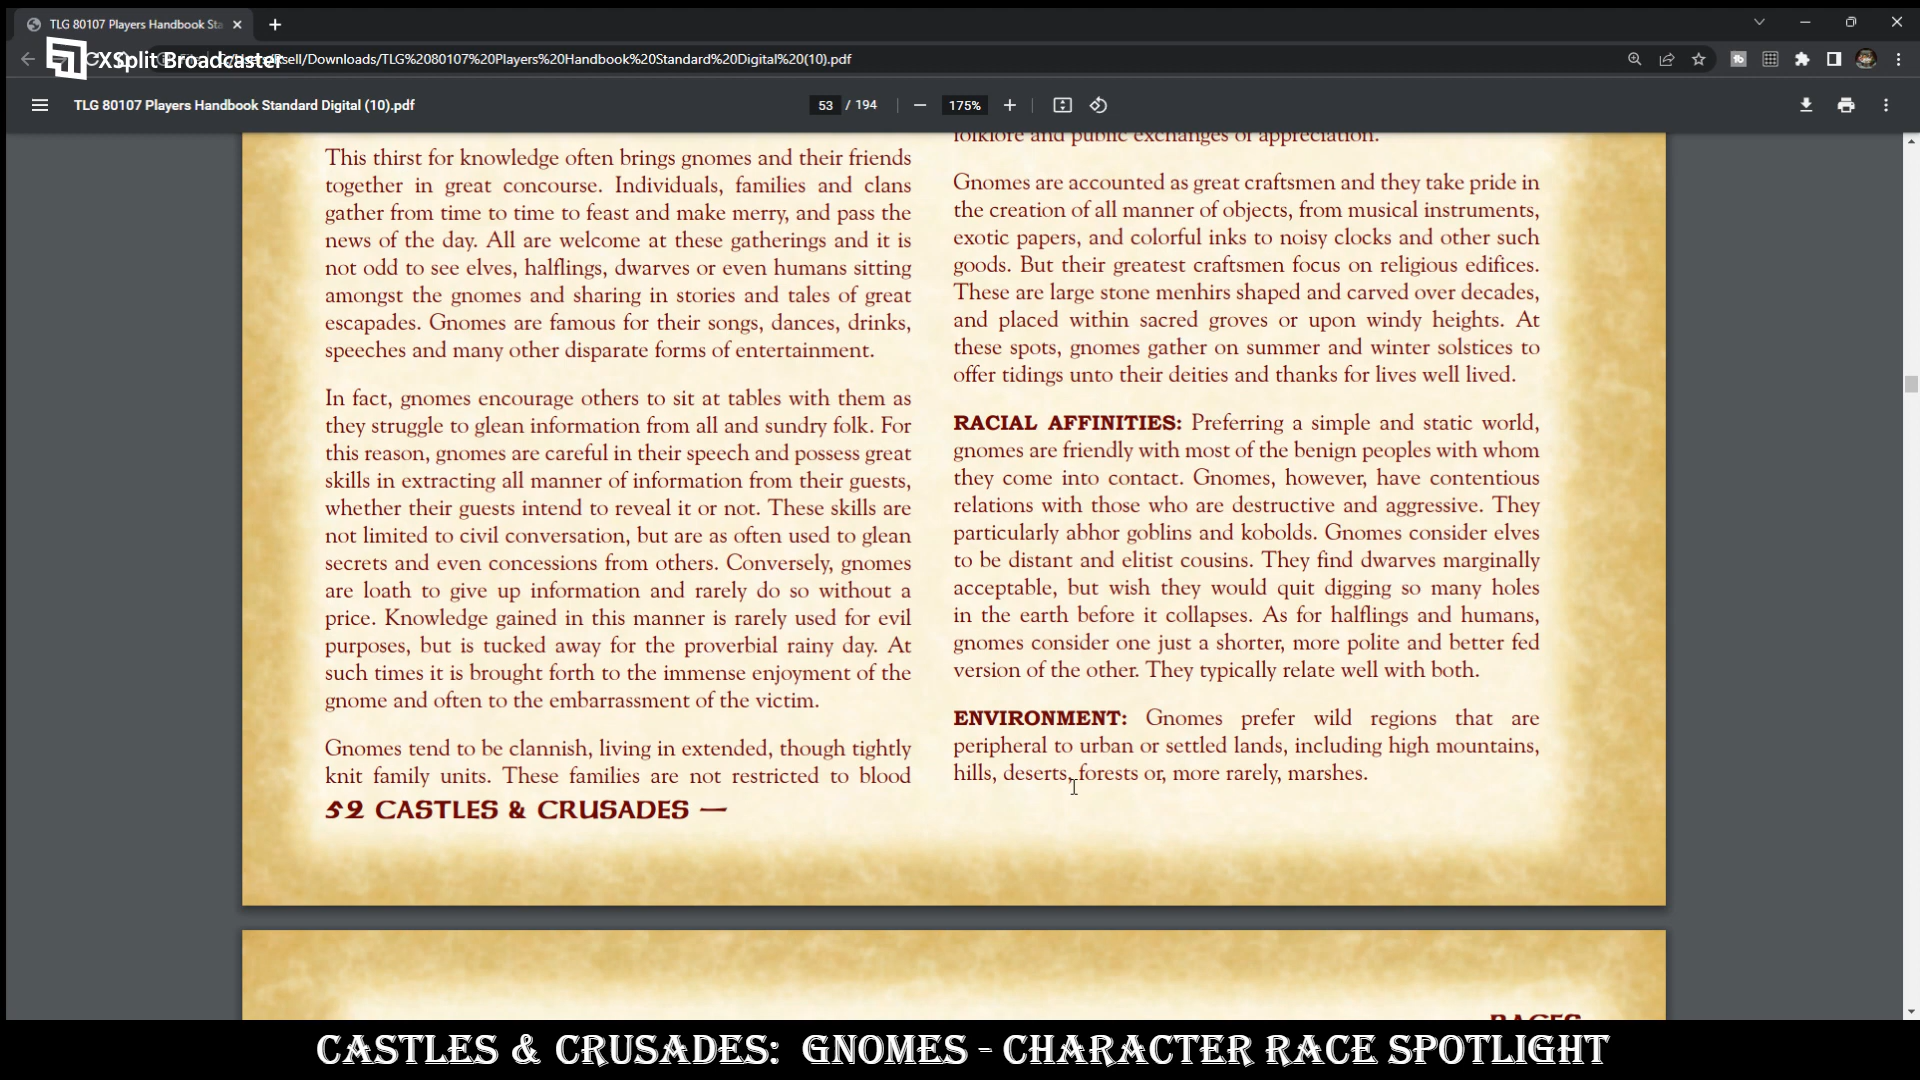 TLG 80107 Players Handbook Sta
XSplit Broadcaster
sell/Downloads/TLG%2080107%20Players%20Handbook%20Standard%20Digital%20(10).pdf
TLG 80107 Players Handbook Standard Digital (10).pdf
53 / 194
175%
This thirst for knowledge often brings gnomes and their friends
together in great concourse. Individuals, families and clans
gather from time to time to feast and make merry, and pass the
news of the day. All are welcome at these gatherings and it is
not odd to see elves, halflings, dwarves or even humans sitting
amongst the gnomes and sharing in stories and tales of great
escapades. Gnomes are famous for their songs, dances, drinks,
speeches and many other disparate forms of entertainment.
In fact, gnomes encourage others to sit at tables with them as
they struggle to glean information from all and sundry folk. For
this reason, gnomes are careful in their speech and possess great
skills in extracting all manner of information from their guests,
whether their guests intend to reveal it or not. These skills are
not limited to civil conversation, but are as often used to glean
secrets and even concessions from others. Conversely, gnomes
are loath to give up information and rarely do so without a
price. Knowledge gained in this manner is rarely used for evil
purposes, but is tucked away for the proverbial rainy day. At
such times it is brought forth to the immense enjoyment of the
gnome and often to the embarrassment of the victim.
Gnomes tend to be clannish, living in extended, though tightly
knit family units. These families are not restricted to blood
52 CASTLES & CRUSADES —
folklore and public exchanges of appreciation.
Gnomes are accounted as great craftsmen and they take pride in
the creation of all manner of objects, from musical instruments,
exotic papers, and colorful inks to noisy clocks and other such
goods. But their greatest craftsmen focus on religious edifices.
These are large stone menhirs shaped and carved over decades,
and placed within sacred groves or upon windy heights. At
these spots, gnomes gather on summer and winter solstices to
offer tidings unto their deities and thanks for lives well lived.
RACIAL AFFINITIES: Preferring a simple and static world,
gnomes are friendly with most of the benign peoples with whom
they come into contact. Gnomes, however, have contentious
relations with those who are destructive and aggressive. They
particularly abhor goblins and kobolds. Gnomes consider elves
to be distant and elitist cousins. They find dwarves marginally
acceptable, but wish they would quit digging so many holes
in the earth before it collapses. As for halflings and humans,
gnomes consider one just a shorter, more polite and better fed
version of the other. They typically relate well with both.
ENVIRONMENT: Gnomes prefer wild regions that are
peripheral to urban or settled lands, including high mountains,
hills, deserts, forests or, more rarely, marshes.
RACES
CASTLES & CRUSADES: GNOMES - CHARACTER RACE SPOTLIGHT